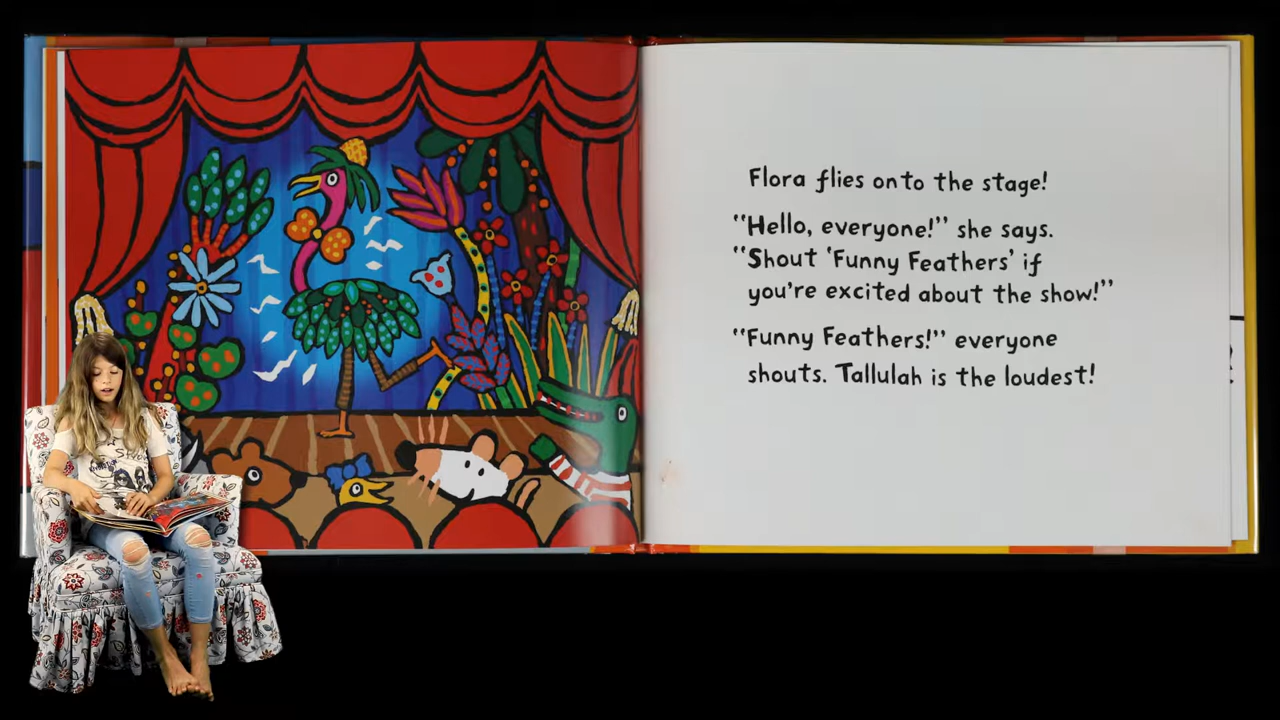 Flora flies onto the stage!
“Hello, everyone!” she says.
“Shout ‘Funny Feathers’ if
you’re excited about the show!”
“Funny Feathers!” everyone
shouts. Tallulah is the loudest!